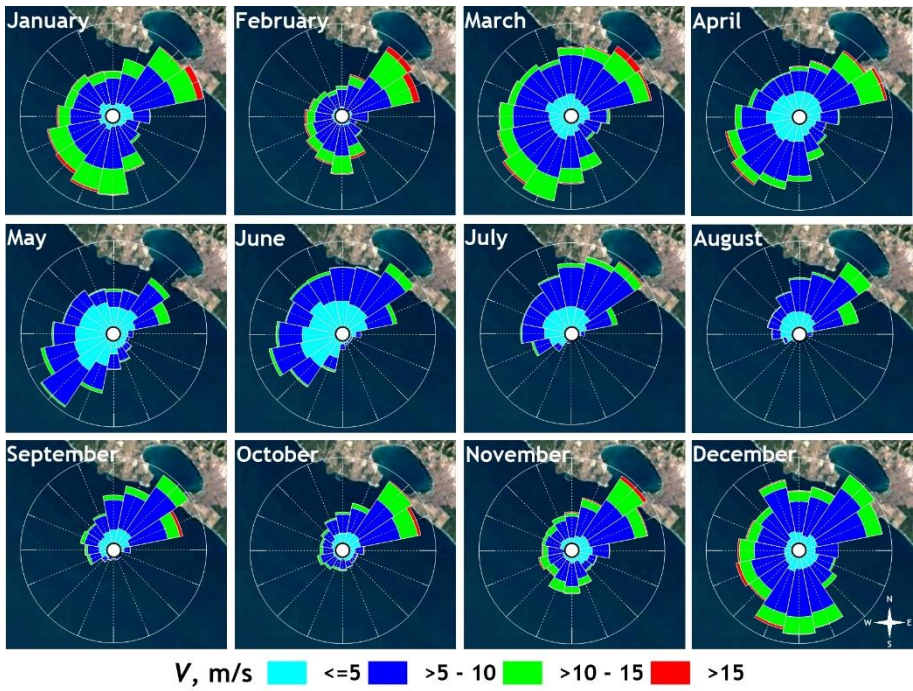 January
February
March
April
May
June
July
August
September
October
November
December
N
W
E
S
V, m/s
<=5
>5 - 10
>10 - 15
>15